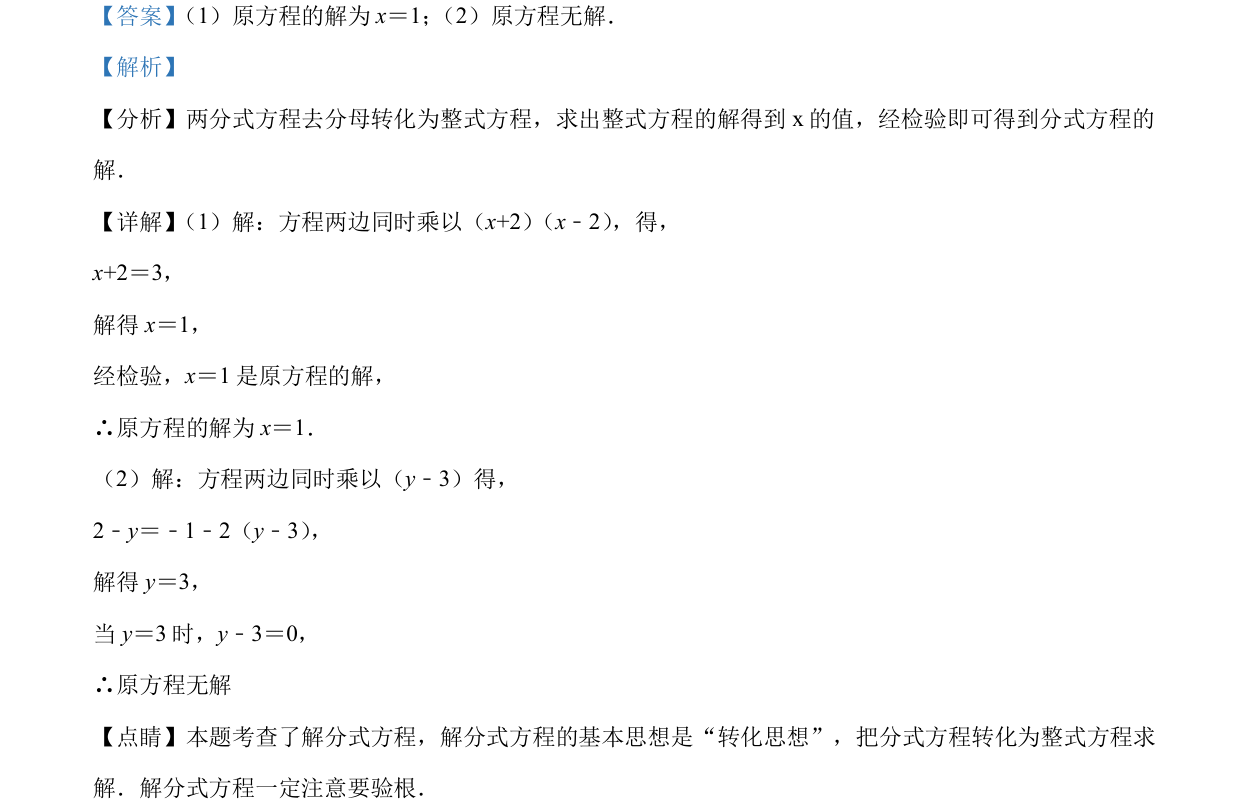 【答案】（1）原方程的解为 x＝1；（2）原方程无解．
【解析】
【分析】两分式方程去分母转化为整式方程，求出整式方程的解得到 x 的值，经检验即可得到分式方程的
解．
【详解】（1）解：方程两边同时乘以（x+2）（x﹣2），得，
x+2＝3，
解得 x＝1，
经检验，x＝1 是原方程的解，
∴原方程的解为 x＝1．
（2）解：方程两边同时乘以（y﹣3）得，
2﹣y＝﹣1﹣2（y﹣3），
解得 y＝3，
当 y＝3 时，y﹣3＝0，
∴原方程无解
【点睛】本题考查了解分式方程，解分式方程的基本思想是“转化思想”，把分式方程转化为整式方程求
解．解分式方程一定注意要验根．